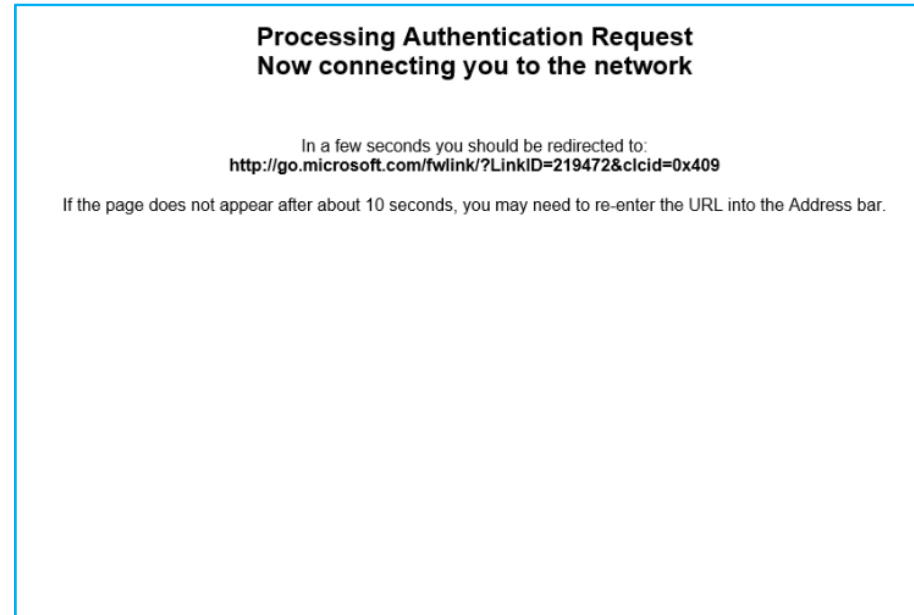 Processing Authentication Request
Now connecting you to the network
In a few seconds you should be redirected to:
http://go.microsoft.com/fwlink/?LinkID=219472&clcid=0x409
If the page does not appear after about 10 seconds, you may need to re-enter the URL into the Address bar.